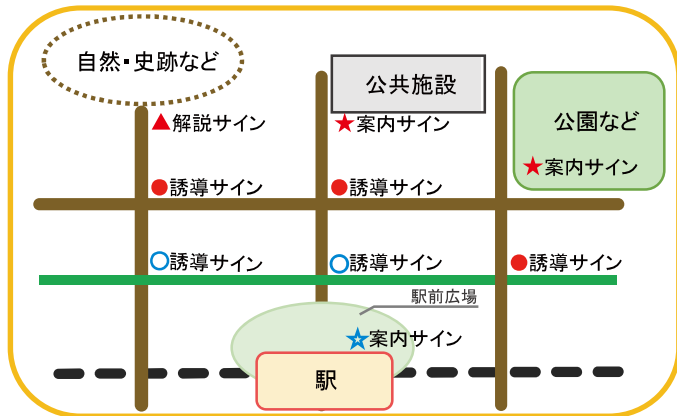 自然・史跡など
公共施設
公園など
▲解説サイン
★案内サイン
★案内サイン
●誘導サイン
●誘導サイン
○誘導サイン
○誘導サイン
●誘導サイン
駅前広場
☆案内サイン
駅